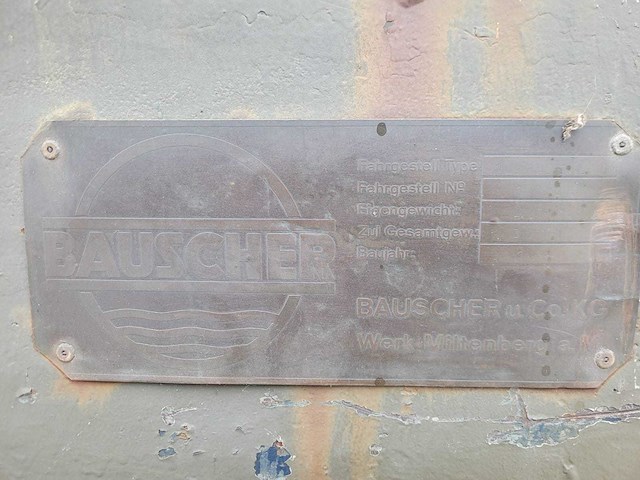 BAUSCHER
Fahrgestell Type
Fahrgestell Nº
Eigengewicht:
Zul Gesamtgew.:
Baujahr:
BAUSCHER u. Co. KG
Werk Miltenberg a.